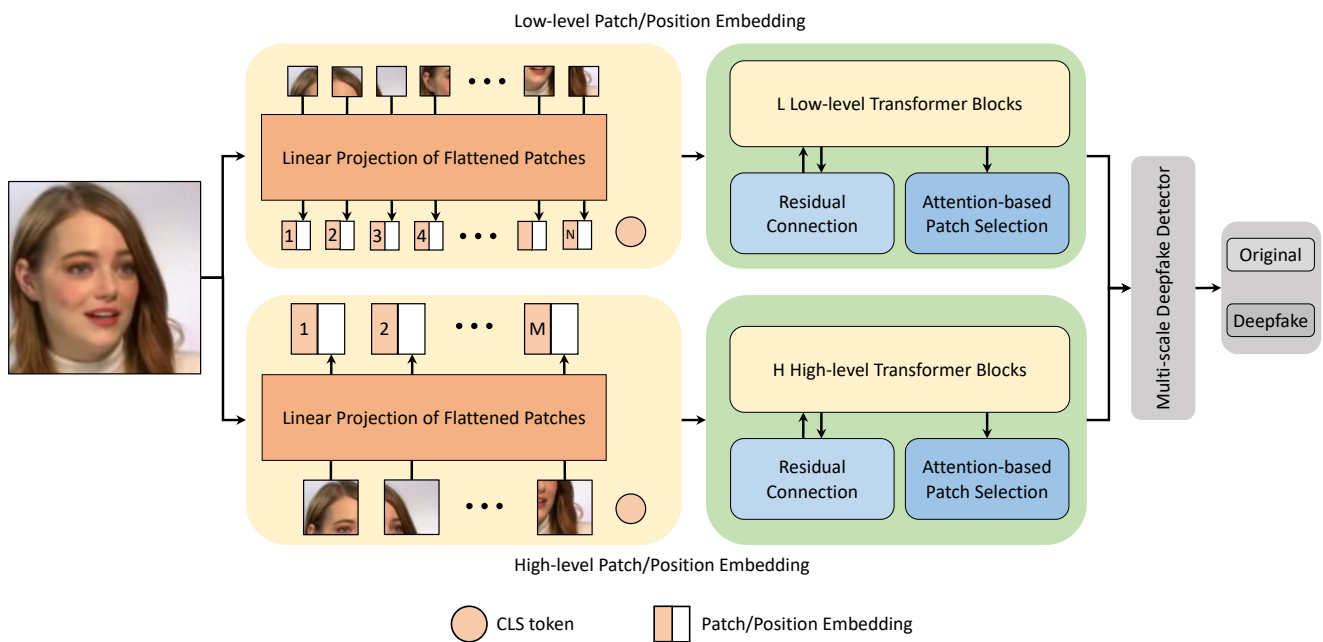 Low-level Patch/Position Embedding
Linear Projection of Flattened Patches
1 2 3 4 N
L Low-level Transformer Blocks
Residual
Connection
Attention-based
Patch Selection
1 2 M
Linear Projection of Flattened Patches
H High-level Transformer Blocks
Residual
Connection
Attention-based
Patch Selection
Multi-scale Deepfake Detector
Original
Deepfake
High-level Patch/Position Embedding
CLS token
Patch/Position Embedding